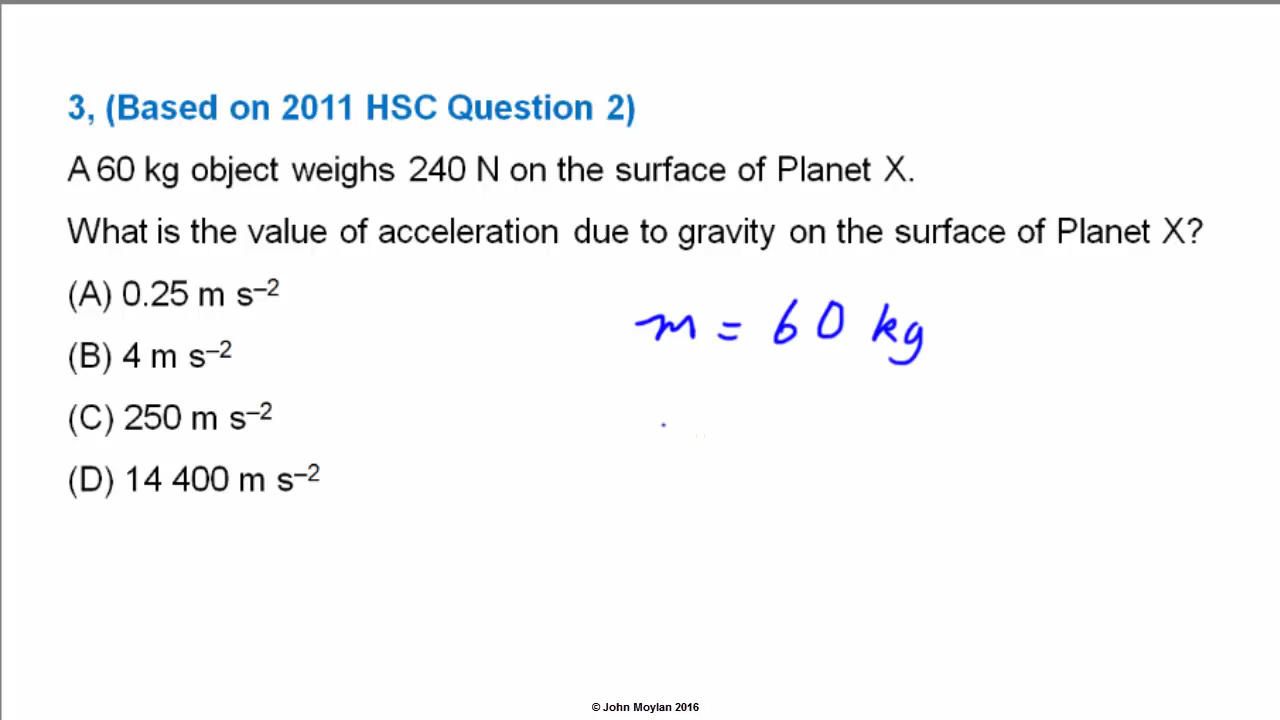 3, (Based on 2011 HSC Question 2)
A 60 kg object weighs 240 N on the surface of Planet X.
What is the value of acceleration due to gravity on the surface of Planet X?
(A) 0.25 m s⁻²
m = 60 kg
(B) 4 m s⁻²
(C) 250 m s⁻²
(D) 14 400 m s⁻²
© John Moylan 2016